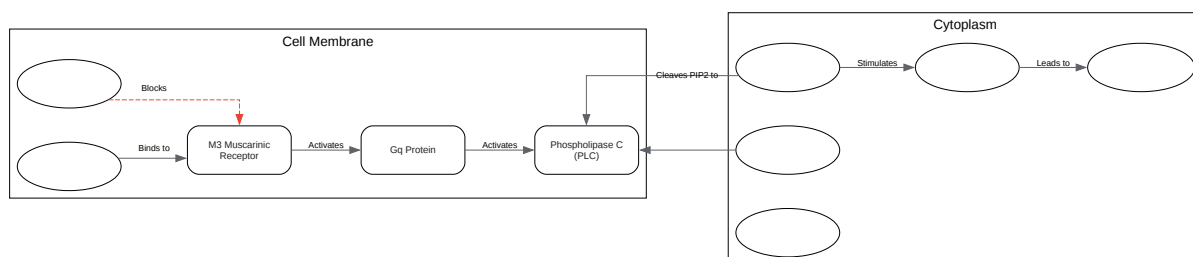 Cell Membrane
Cytoplasm
Blocks
Cleaves PIP2 to
Stimulates
Leads to
Binds to
M3 Muscarinic
Receptor
Activates
Gq Protein
Activates
Phospholipase C
(PLC)